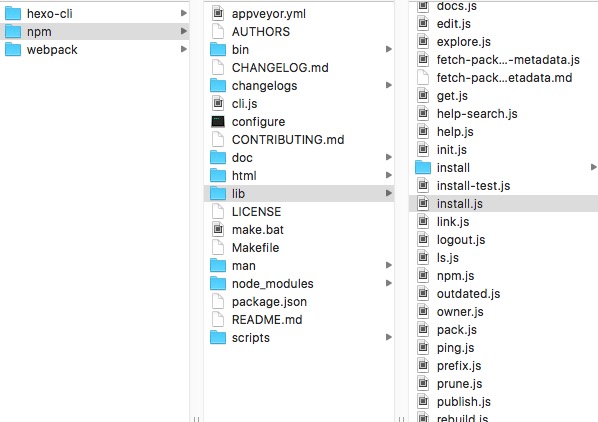 hexo-cli
npm
webpack
appveyor.yml
AUTHORS
bin
CHANGELOG.md
changelogs
cli.js
configure
CONTRIBUTING.md
doc
html
lib
LICENSE
make.bat
Makefile
man
node_modules
package.json
README.md
scripts
docs.js
edit.js
explore.js
fetch-pack...-metadata.js
fetch-pack...etadata.md
get.js
help-search.js
help.js
init.js
install
install-test.js
install.js
link.js
logout.js
ls.js
npm.js
outdated.js
owner.js
pack.js
ping.js
prefix.js
prune.js
publish.js
rebuild.js